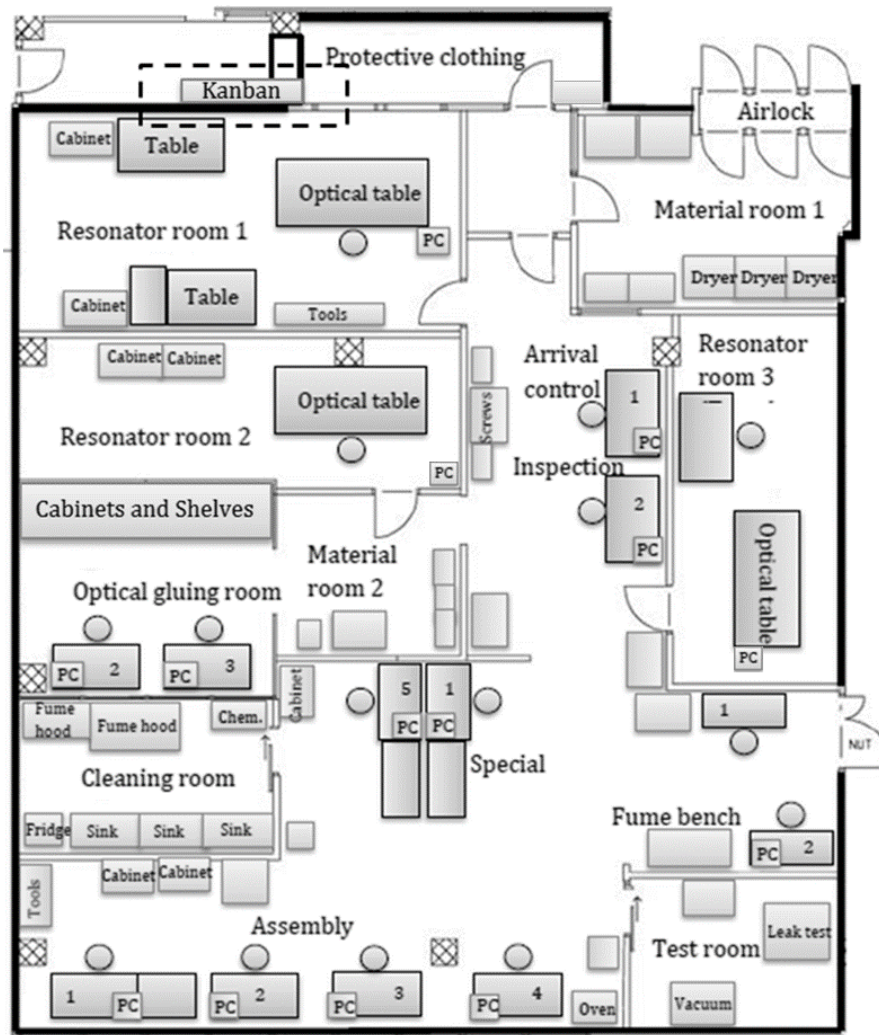 Protective clothing
Kanban
Airlock
Cabinet
Table
Optical table
Resonator room 1
PC
Material room 1
Cabinet
Table
Tools
Dryer Dryer Dryer
Cabinet Cabinet
Optical table
Resonator room 2
PC
Screws
Arrival
control
1
PC
Inspection
2
PC
Resonator
room 3
Optical table
PC
Cabinets and Shelves
Material
room 2
Optical gluing room
PC 2
PC 3
Cabinet
5
PC
1
PC
Special
1
NUT
Fume
hood
Fume hood
Chem.
Cleaning room
Fridge Sink Sink Sink
Fume bench
PC 2
Cabinet Cabinet
Tools
Assembly
1
PC
2
PC
3
PC
4
PC
Oven
Test room
Leak test
Vacuum